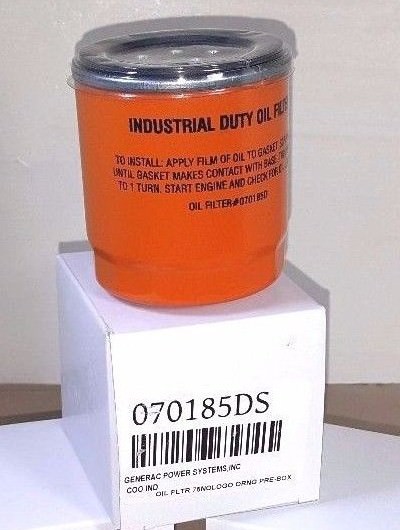 INDUSTRIAL DUTY OIL
TO INSTALL: APPLY FILM OF OIL TO GASKET
UNTIL GASKET MAKES CONTACT WITH BASE.
TO 1 TURN. START ENGINE AND CHECK FOR
OIL FILTER#070185D
070185DS
GENERAC POWER SYSTEMS,INC
COO IND
OIL FLTR 76NOLOGO ORNG PRE-BOX